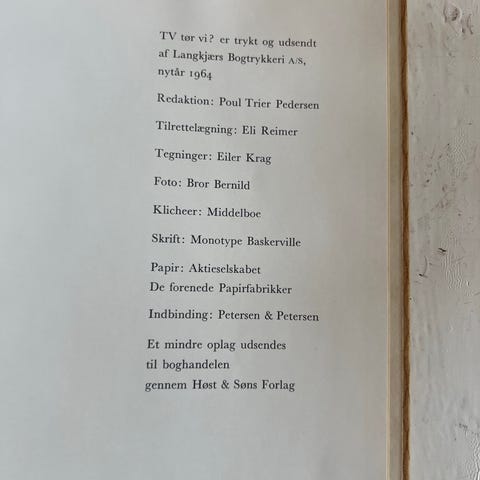 TV tør vi? er trykt og udsendt
af Langkjærs Bogtrykkeri A/S,
nytår 1964
Redaktion: Poul Trier Pedersen
Tilrettelægning: Eli Reimer
Tegninger: Eiler Krag
Foto: Bror Bernild
Klicheer: Middelboe
Skrift: Monotype Baskerville
Papir: Aktieselskabet
De forenede Papirfabrikker
Indbinding: Petersen & Petersen
Et mindre oplag udsendes
til boghandelen
gennem Høst & Søns Forlag